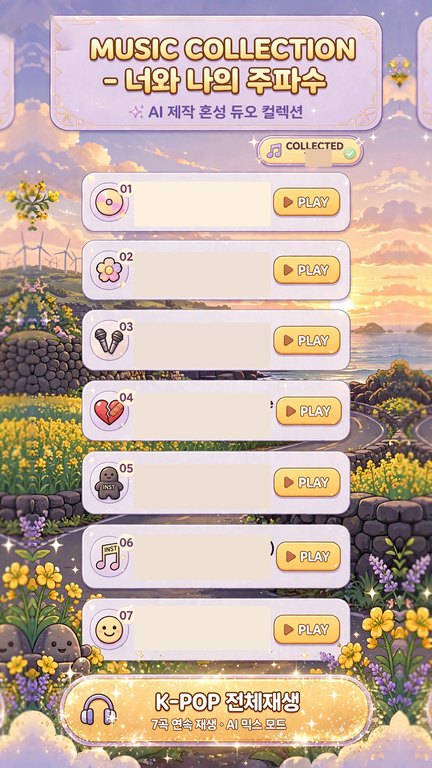 MUSIC COLLECTION
- 너와 나의 주파수
AI 제작 혼성 듀오 컬렉션
COLLECTED
01
PLAY
02
PLAY
03
PLAY
04
PLAY
05
INST
PLAY
06
INST
)
PLAY
07
PLAY
K-POP 전체재생
7곡 연속 재생 · AI 믹스 모드